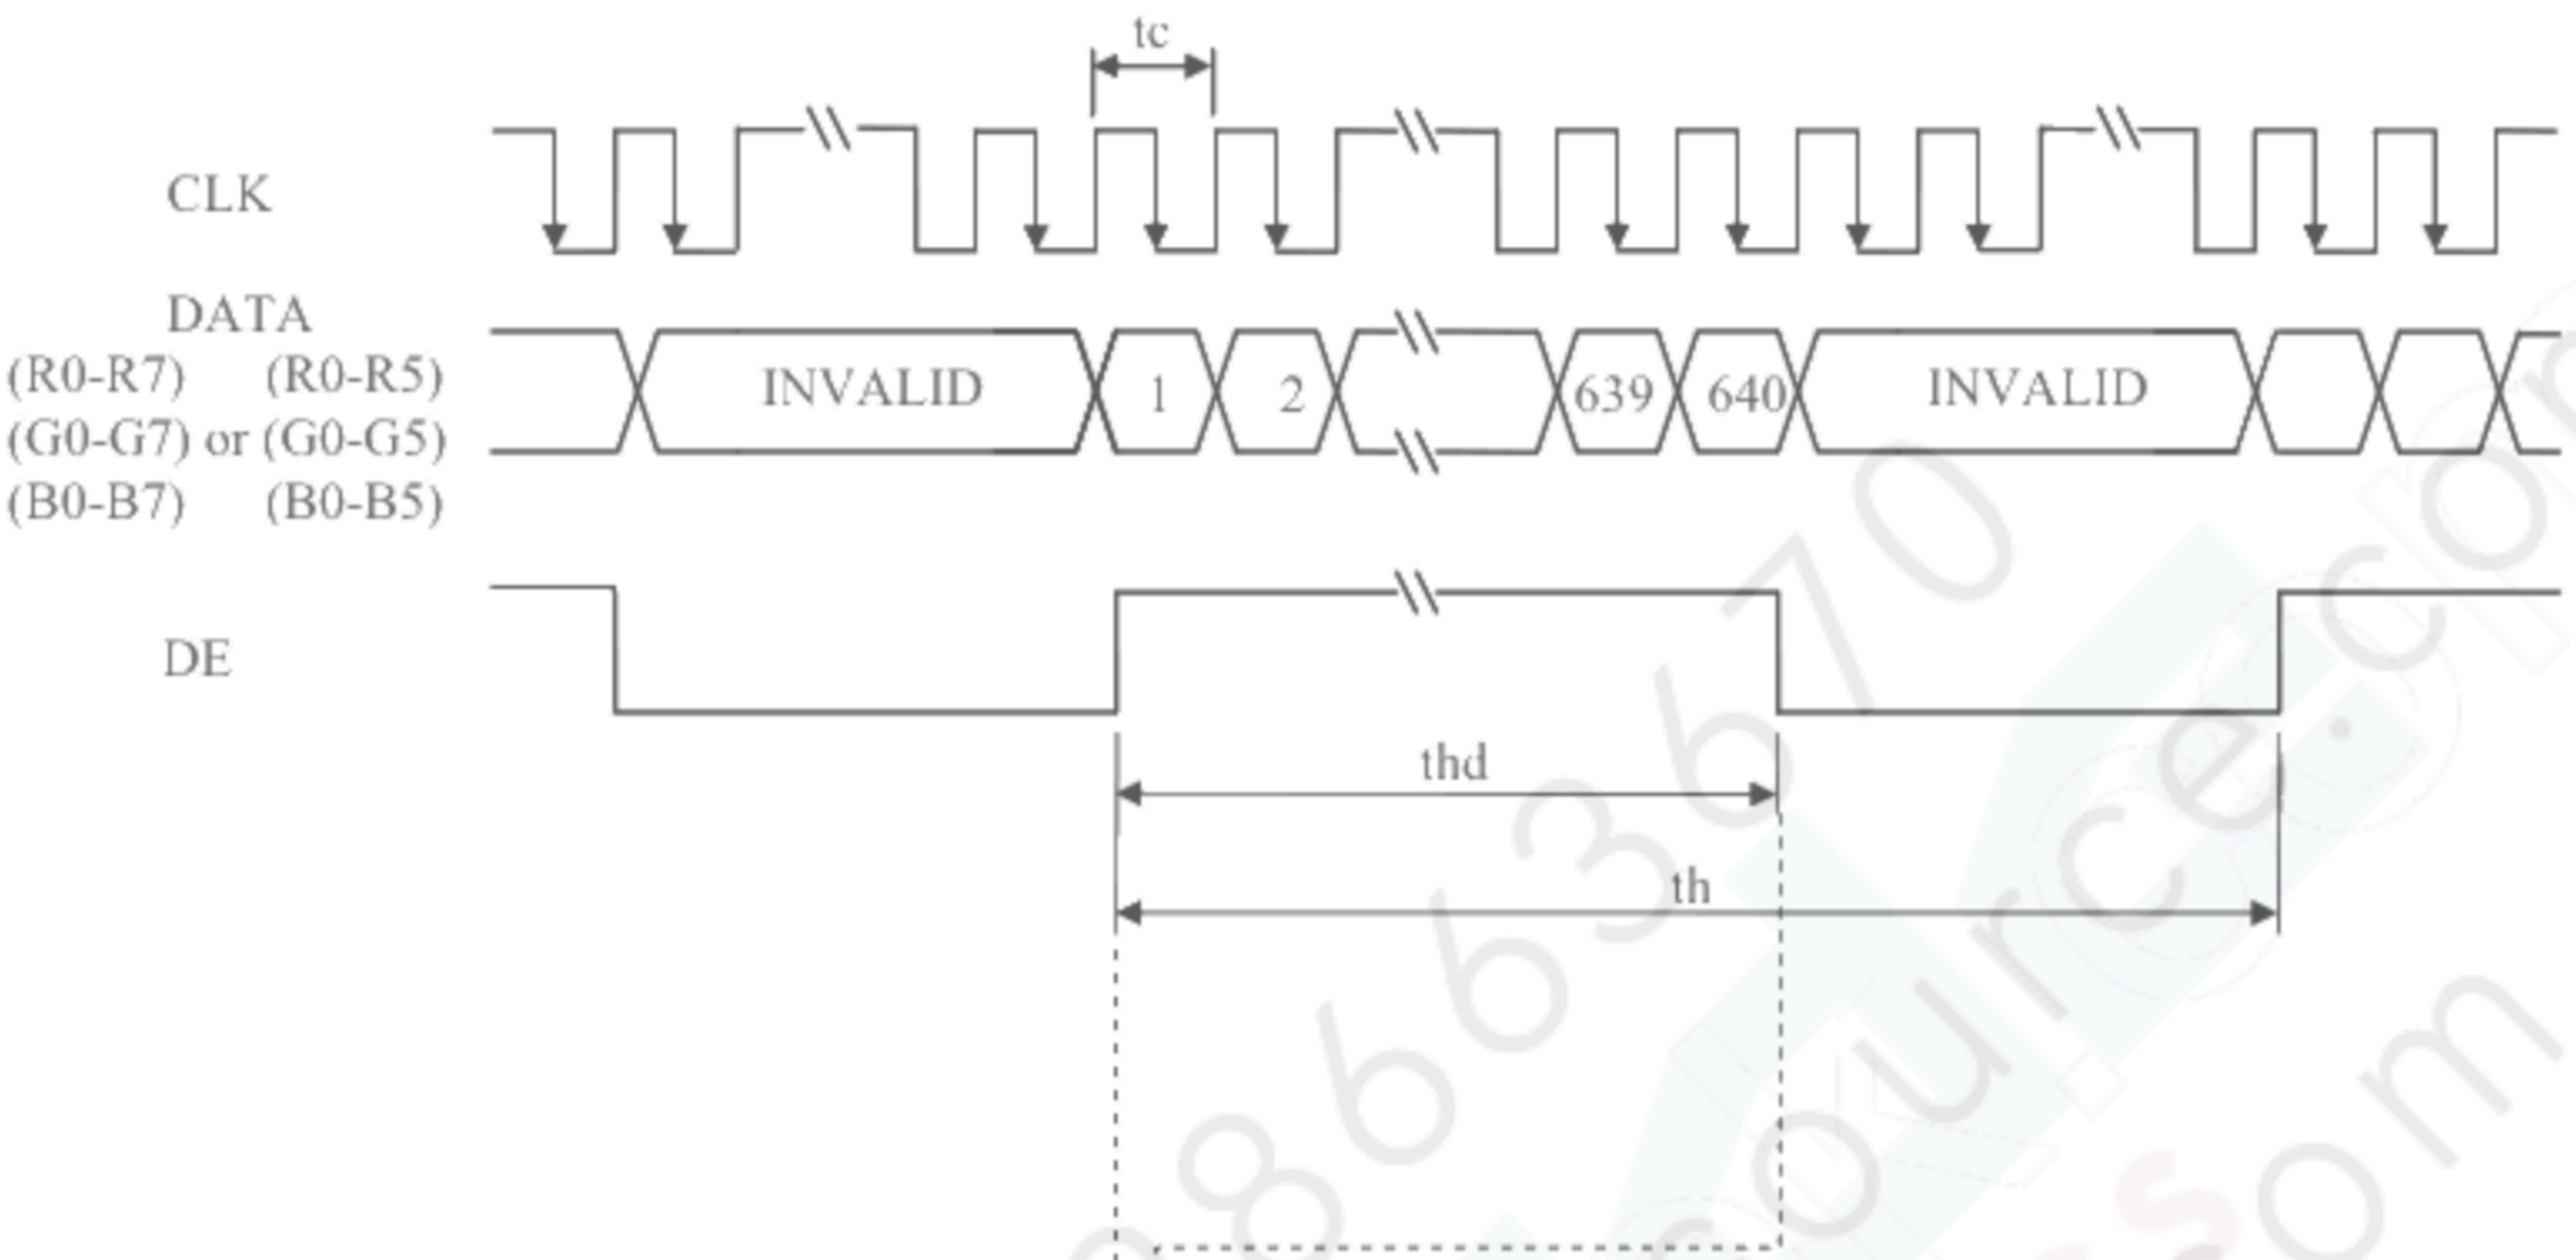 tc
CLK
DATA
(R0-R7) (R0-R5)
(G0-G7) or (G0-G5)
(B0-B7) (B0-B5)
INVALID 1 2 639 640 INVALID
DE
thd
th